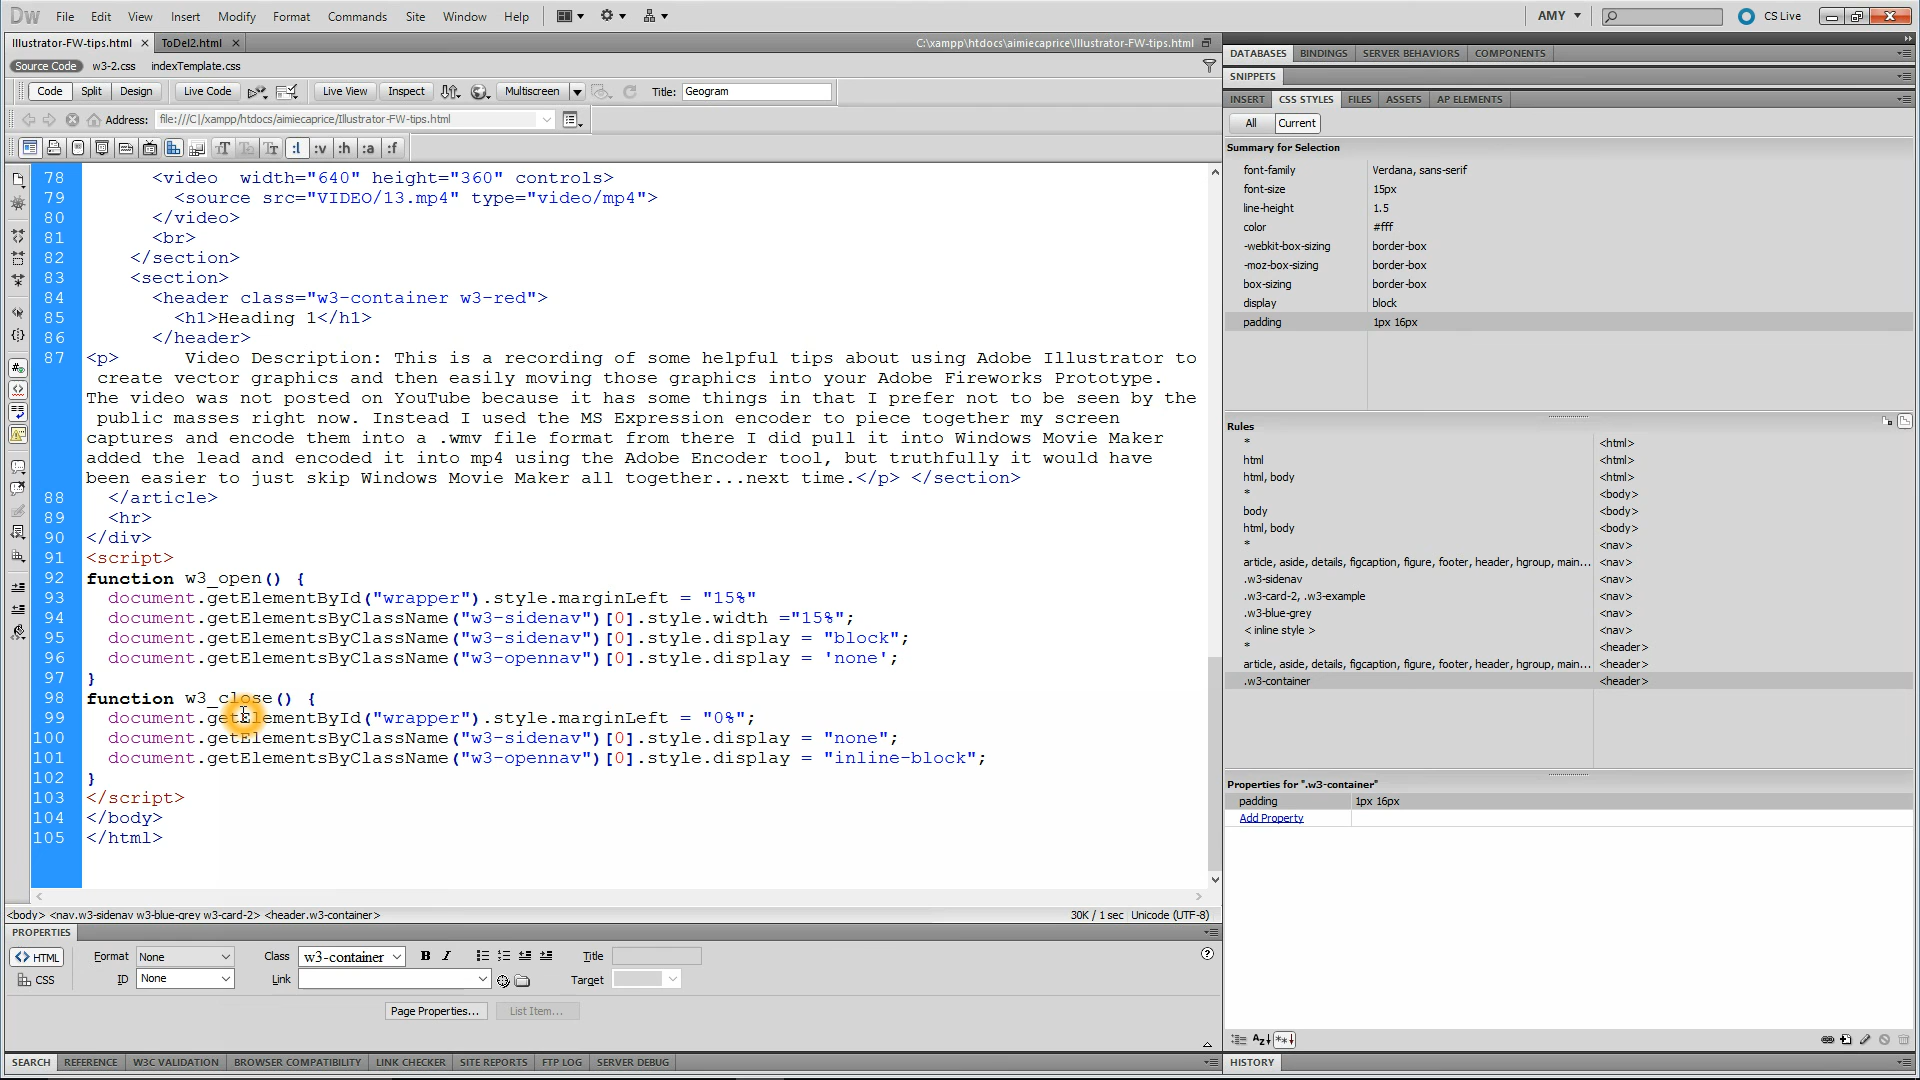 Dw File Edit View Insert Modify Format Commands Site Window Help AMY CS Live
Illustrator-FW-tips.html ToDel2.html C:\xampp\htdocs\aimiecaprice\Illustrator-FW-tips.html
Source Code w3-2.css indexTemplate.css
Code Split Design Live Code Live View Inspect Multiscreen Title: Geogram
Address: file:///C|/xampp/htdocs/aimiecaprice/Illustrator-FW-tips.html
:l :v :h :a :f
78 <video  width="640" height="360" controls>
79 <source src="VIDEO/13.mp4" type="video/mp4">
80 </video>
81 <br>
82 </section>
83 <section>
84 <header class="w3-container w3-red">
85 <h1>Heading 1</h1>
86 </header>
87 <p>      Video Description: This is a recording of some helpful tips about using Adobe Illustrator to
create vector graphics and then easily moving those graphics into your Adobe Fireworks Prototype.
The video was not posted on YouTube because it has some things in that I prefer not to be seen by the
public masses right now. Instead I used the MS Expression encoder to piece together my screen
captures and encode them into a .wmv file format from there I did pull it into Windows Movie Maker
added the lead and encoded it into mp4 using the Adobe Encoder tool, but truthfully it would have
been easier to just skip Windows Movie Maker all together...next time.</p> </section>
88 </article>
89 <hr>
90 </div>
91 <script>
92 function w3_open() {
93 document.getElementById("wrapper").style.marginLeft = "15%"
94 document.getElementsByClassName("w3-sidenav")[0].style.width ="15%";
95 document.getElementsByClassName("w3-sidenav")[0].style.display = "block";
96 document.getElementsByClassName("w3-opennav")[0].style.display = 'none';
97 }
98 function w3_close() {
99 document.getElementById("wrapper").style.marginLeft = "0%";
100 document.getElementsByClassName("w3-sidenav")[0].style.display = "none";
101 document.getElementsByClassName("w3-opennav")[0].style.display = "inline-block";
102 }
103 </script>
104 </body>
105 </html>
<body> <nav.w3-sidenav w3-blue-grey w3-card-2> <header.w3-container> 30K / 1 sec Unicode (UTF-8)
PROPERTIES
HTML Format None Class w3-container B I Title
CSS ID None Link Target
Page Properties... List Item...
SEARCH REFERENCE W3C VALIDATION BROWSER COMPATIBILITY LINK CHECKER SITE REPORTS FTP LOG SERVER DEBUG
DATABASES BINDINGS SERVER BEHAVIORS COMPONENTS
SNIPPETS
INSERT CSS STYLES FILES ASSETS AP ELEMENTS
All Current
Summary for Selection
font-family Verdana, sans-serif
font-size 15px
line-height 1.5
color #fff
-webkit-box-sizing border-box
-moz-box-sizing border-box
box-sizing border-box
display block
padding 1px 16px
Rules
* <html>
html <html>
html, body <html>
* <body>
body <body>
html, body <body>
* <nav>
article, aside, details, figcaption, figure, footer, header, hgroup, main... <nav>
.w3-sidenav <nav>
.w3-card-2, .w3-example <nav>
.w3-blue-grey <nav>
< inline style > <nav>
* <header>
article, aside, details, figcaption, figure, footer, header, hgroup, main... <header>
.w3-container <header>
Properties for ".w3-container"
padding 1px 16px
Add Property
HISTORY